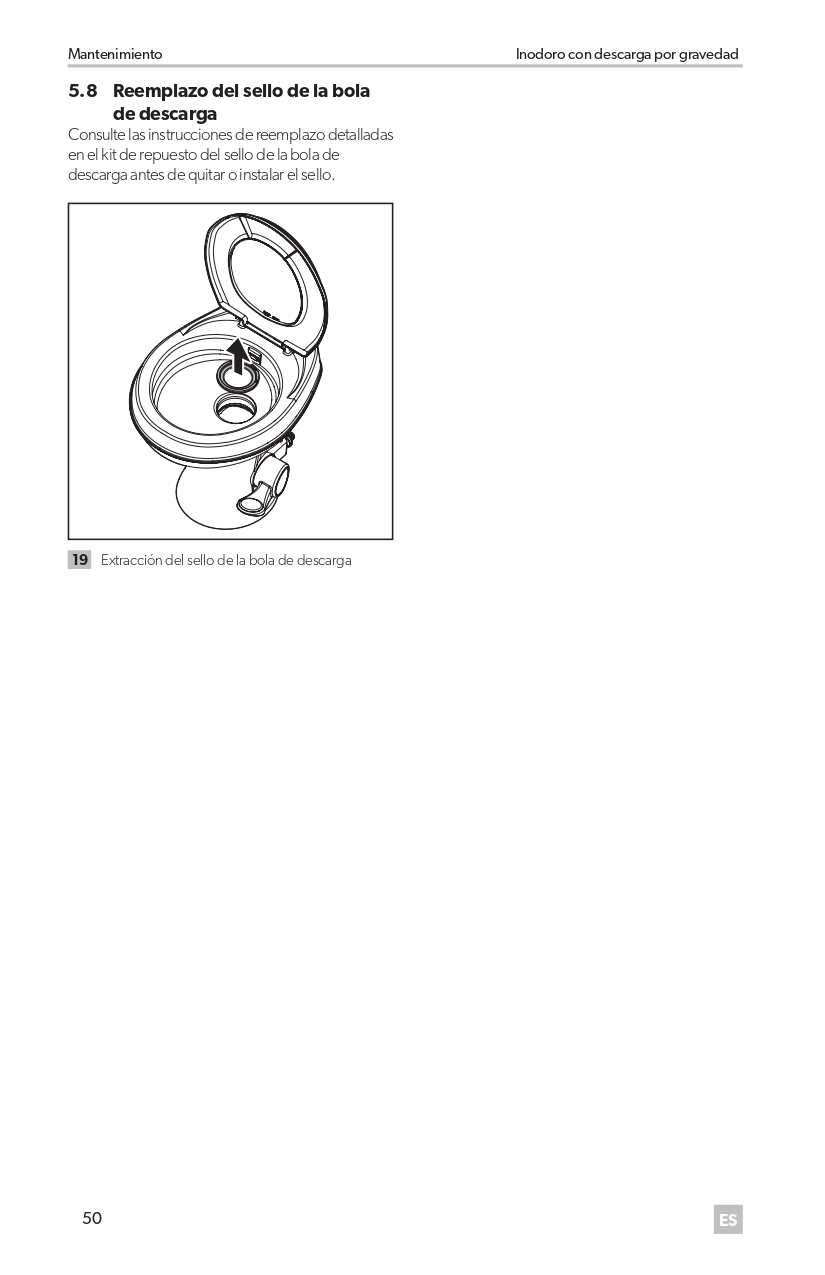 Mantenimiento
Inodoro con descarga por gravedad
5.8 Reemplazo del sello de la bola
de descarga
Consulte las instrucciones de reemplazo detalladas
en el kit de repuesto del sello de la bola de
descarga antes de quitar o instalar el sello.
19 Extracción del sello de la bola de descarga
50
ES